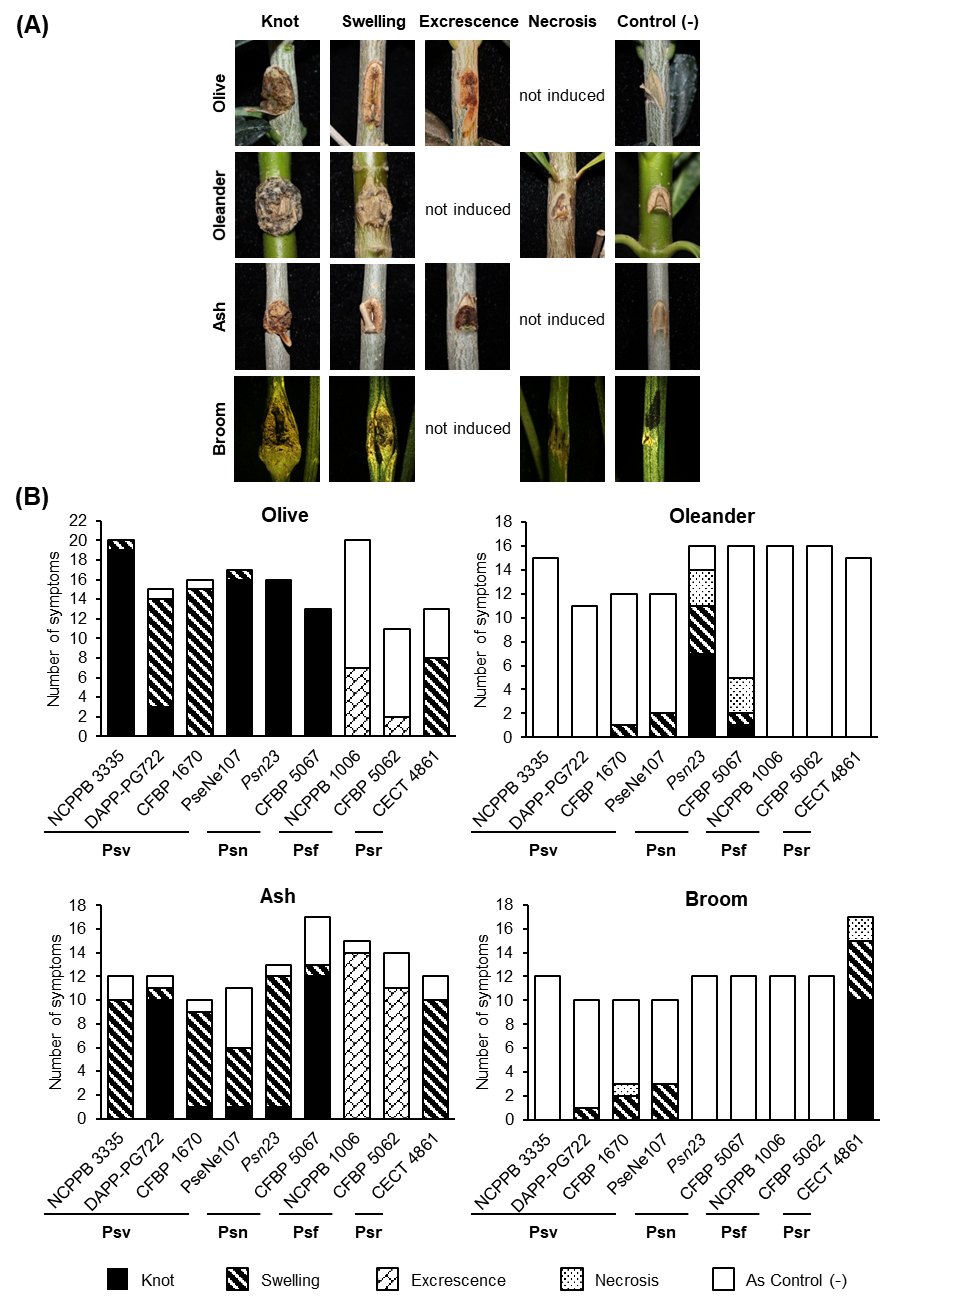 (A)
Knot Swelling Excrescence Necrosis Control (-)
Olive
not induced
Oleander
not induced
Ash
not induced
Broom
not induced
(B)
Olive
Number of symptoms
22
20
18
16
14
12
10
8
6
4
2
0
NCPPB 3335
DAPP-PG722
CFBP 1670
PseNe107
Psn23
CFBP 5067
NCPPB 1006
CFBP 5062
CECT 4861
Psv Psn Psf Psr
Oleander
Number of symptoms
18
16
14
12
10
8
6
4
2
0
NCPPB 3335
DAPP-PG722
CFBP 1670
PseNe107
Psn23
CFBP 5067
NCPPB 1006
CFBP 5062
CECT 4861
Psv Psn Psf Psr
Ash
Number of symptoms
18
16
14
12
10
8
6
4
2
0
NCPPB 3335
DAPP-PG722
CFBP 1670
PseNe107
Psn23
CFBP 5067
NCPPB 1006
CFBP 5062
CECT 4861
Psv Psn Psf Psr
Broom
Number of symptoms
18
16
14
12
10
8
6
4
2
0
NCPPB 3335
DAPP-PG722
CFBP 1670
PseNe107
Psn23
CFBP 5067
NCPPB 1006
CFBP 5062
CECT 4861
Psv Psn Psf Psr
Knot Swelling Excrescence Necrosis As Control (-)